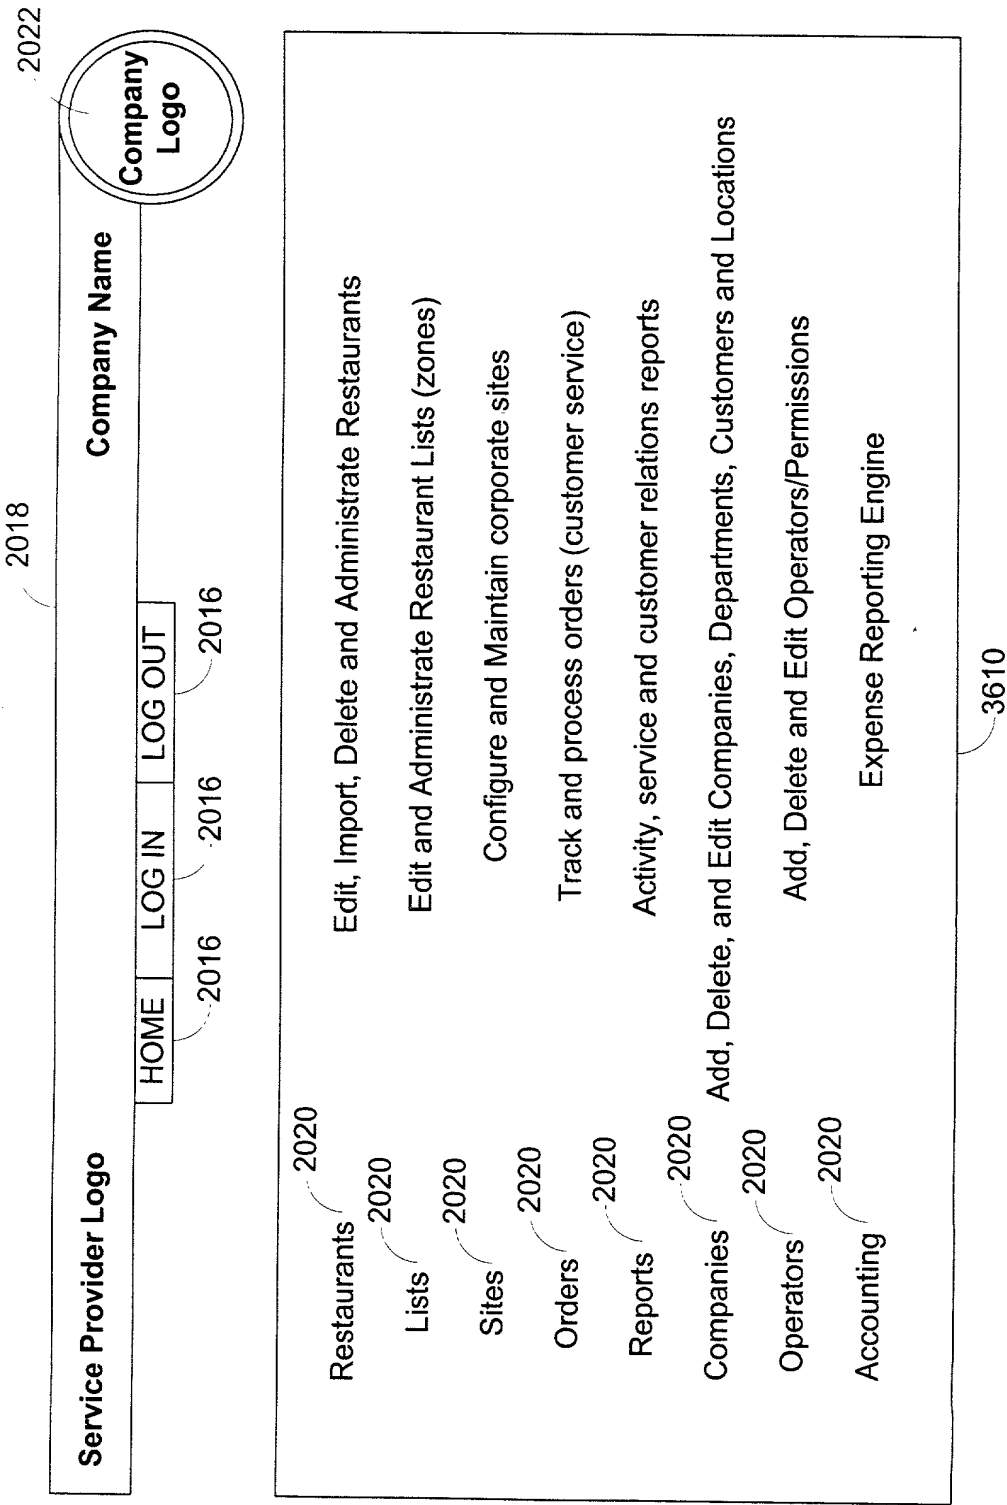 2018
2022
Service Provider Logo
Company Name
Company
Logo
HOME
LOG IN
LOG OUT
2016
2016
2016
Restaurants
2020
Edit, Import, Delete and Administrate Restaurants
Lists
2020
Edit and Administrate Restaurant Lists (zones)
Sites
2020
Configure and Maintain corporate sites
Orders
2020
Track and process orders (customer service)
Reports
2020
Activity, service and customer relations reports
Companies
2020
Add, Delete, and Edit Companies, Departments, Customers and Locations
Operators
2020
Add, Delete and Edit Operators/Permissions
Accounting
2020
Expense Reporting Engine
3610